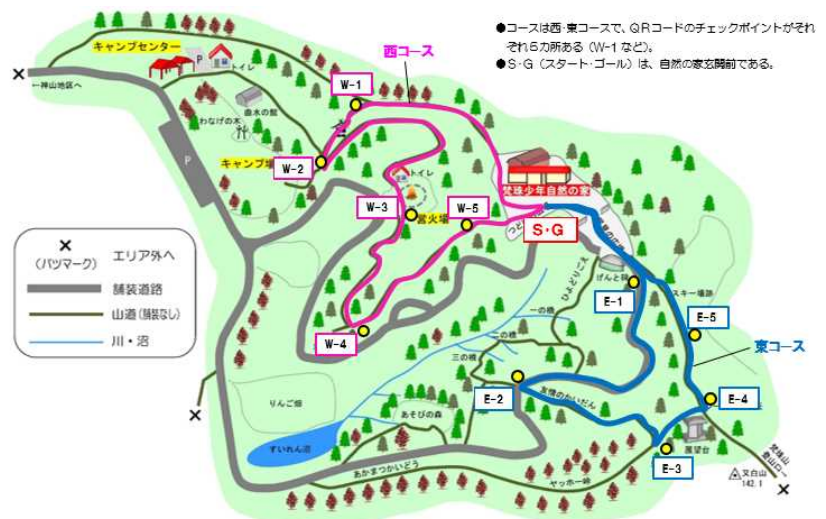 ●コースは西・東コースで、QRコードのチェックポイントがそれ
ぞれ5カ所ある（W-1 など）。
●S・G（スタート・ゴール）は、自然の家玄関前である。
キャンプセンター
P
トイレ
西コース
W-1
←神山地区へ
わなげの木
キャンプ場
W-2
P
トイレ
梵珠少年自然の家
W-3
営火場
W-5
S・G
(バツマーク)
エリア外へ
舗装道路
山道(舗装なし)
川・沼
ひよどりごえ
E-1
スキー場跡
一の橋
二の橋
三の橋
W-4
E-5
東コース
りんご畑
E-2
友情のかいだん
E-4
あそびの森
展望台
すいれん沼
E-3
あかまつかいどう
ヤッホー峠
梵珠山
登山口へ
又白山
142.1